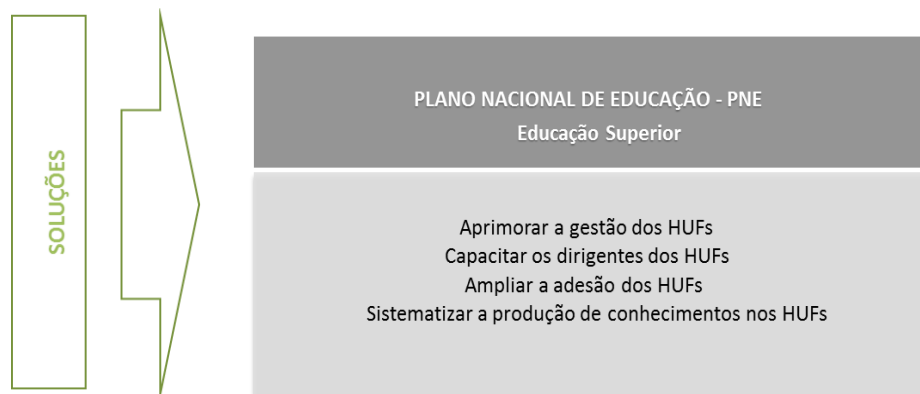 SOLUÇÕES
PLANO NACIONAL DE EDUCAÇÃO - PNE
Educação Superior
Aprimorar a gestão dos HUFs
Capacitar os dirigentes dos HUFs
Ampliar a adesão dos HUFs
Sistematizar a produção de conhecimentos nos HUFs